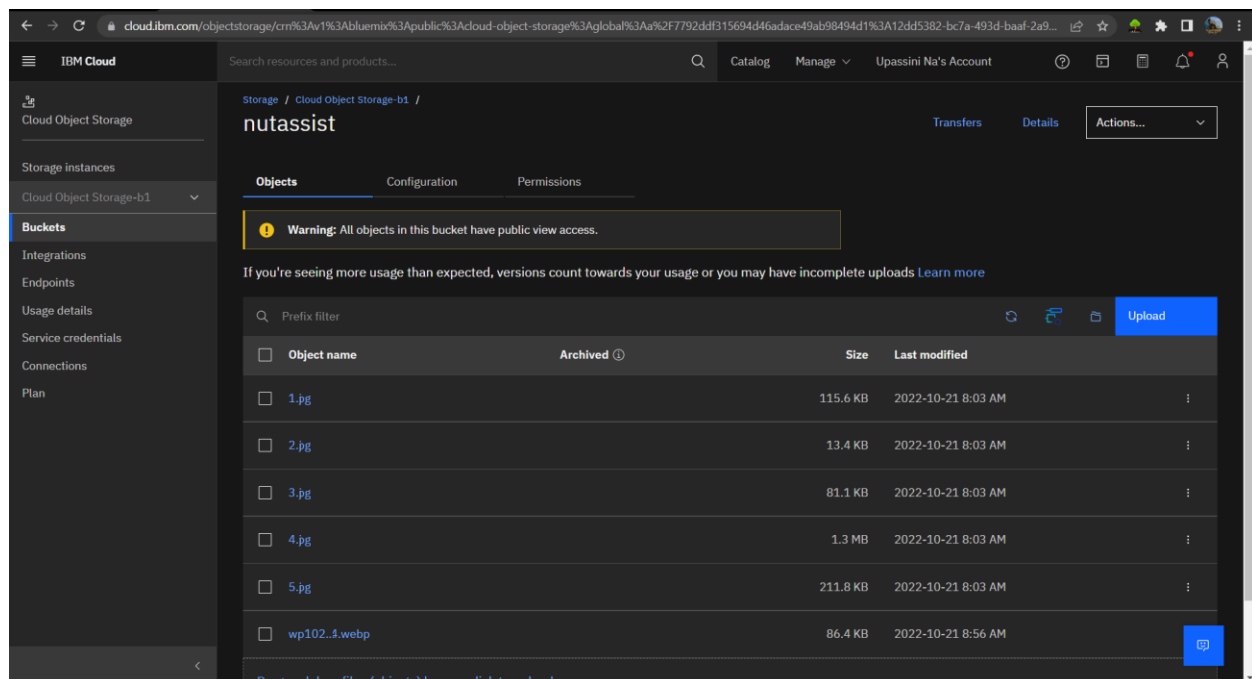 cloud.ibm.com/objectstorage/crn%3Av1%3Abluemix%3Apublic%3Acloud-object-storage%3Aglobal%3Aa%2F7792ddf315694d46adace49ab98494d1%3A12dd5382-bc7a-493d-baaf-2a9...
IBM Cloud
Search resources and products...
Catalog
Manage
Upassini Na's Account
Cloud Object Storage
Storage instances
Cloud Object Storage-b1
Buckets
Integrations
Endpoints
Usage details
Service credentials
Connections
Plan
Storage / Cloud Object Storage-b1 /
nutassist
Transfers
Details
Actions...
Objects
Configuration
Permissions
Warning: All objects in this bucket have public view access.
If you're seeing more usage than expected, versions count towards your usage or you may have incomplete uploads Learn more
Prefix filter
Upload
Object name Archived Size Last modified
1.jpg 115.6 KB 2022-10-21 8:03 AM
2.jpg 13.4 KB 2022-10-21 8:03 AM
3.jpg 81.1 KB 2022-10-21 8:03 AM
4.jpg 1.3 MB 2022-10-21 8:03 AM
5.jpg 211.8 KB 2022-10-21 8:03 AM
86.4 KB 2022-10-21 8:56 AM